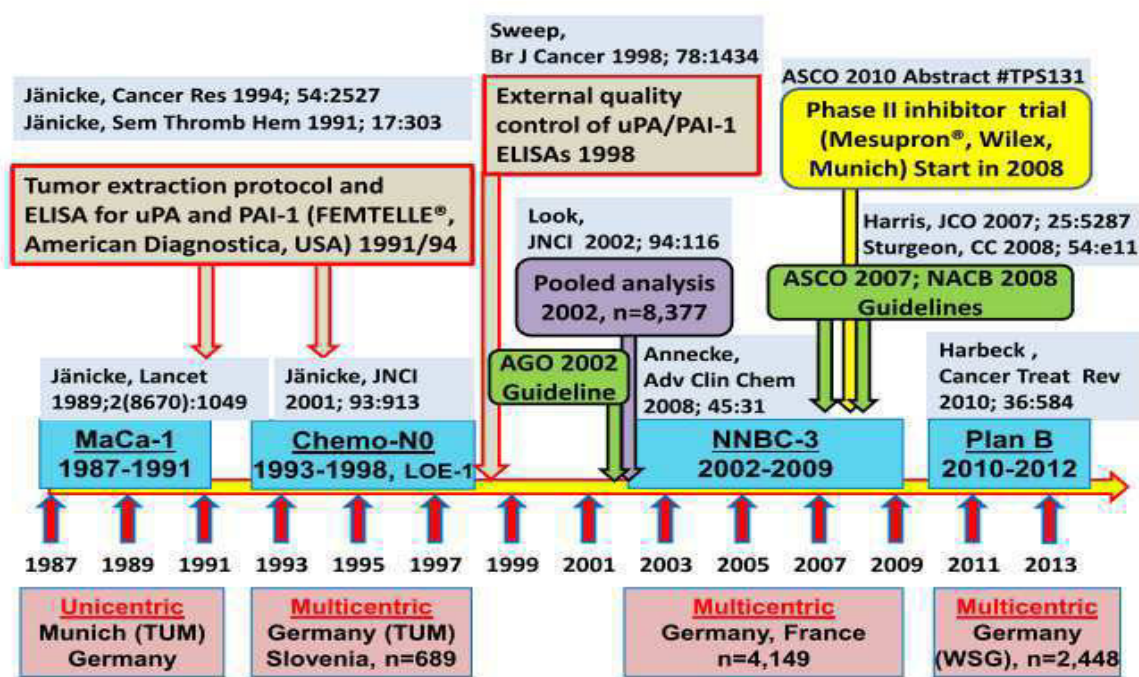 Sweep,
Br J Cancer 1998; 78:1434
Jänicke, Cancer Res 1994; 54:2527
Jänicke, Sem Thromb Hem 1991; 17:303
External quality
control of uPA/PAI-1
ELISAs 1998
ASCO 2010 Abstract #TPS131
Phase II inhibitor trial
(Mesupron®, Wilex,
Munich) Start in 2008
Tumor extraction protocol and
ELISA for uPA and PAI-1 (FEMTELLE®,
American Diagnostica, USA) 1991/94
Look,
JNCI 2002; 94:116
Pooled analysis
2002, n=8,377
Harris, JCO 2007; 25:5287
Sturgeon, CC 2008; 54:e11
ASCO 2007; NACB 2008
Guidelines
Jänicke, Lancet
1989;2(8670):1049
Jänicke, JNCI
2001; 93:913
AGO 2002
Guideline
Annecke,
Adv Clin Chem
2008; 45:31
Harbeck ,
Cancer Treat Rev
2010; 36:584
MaCa-1
1987-1991
Chemo-N0
1993-1998, LOE-1
NNBC-3
2002-2009
Plan B
2010-2012
1987 1989 1991 1993 1995 1997 1999 2001 2003 2005 2007 2009 2011 2013
Unicentric
Munich (TUM)
Germany
Multicentric
Germany (TUM)
Slovenia, n=689
Multicentric
Germany, France
n=4,149
Multicentric
Germany
(WSG), n=2,448